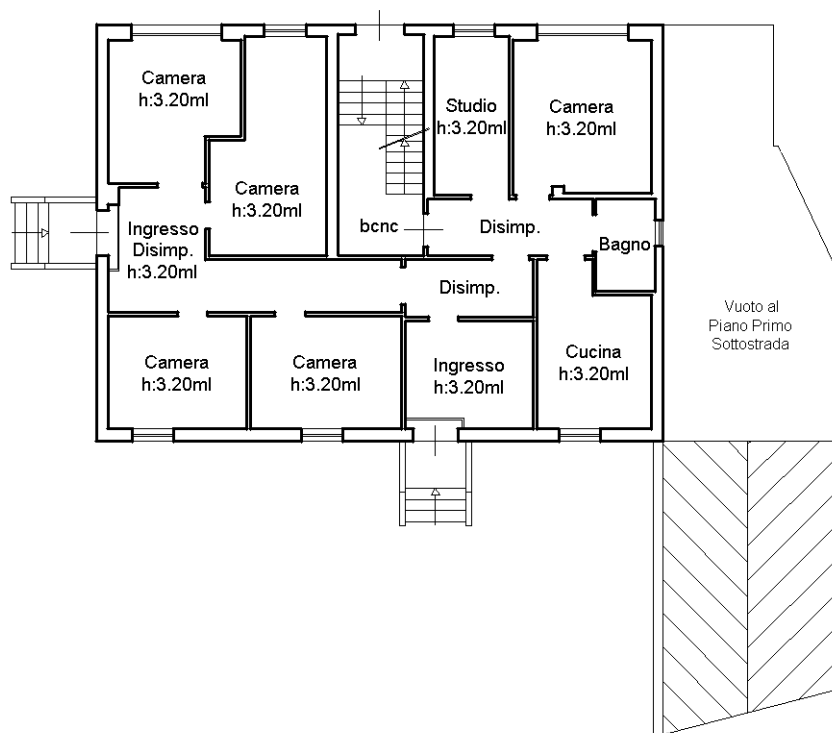 Camera
h:3.20ml
Camera
h:3.20ml
Studio
h:3.20ml
Camera
h:3.20ml
Ingresso
Disimp.
h:3.20ml
bcnc
Disimp.
Bagno
Disimp.
Camera
h:3.20ml
Camera
h:3.20ml
Ingresso
h:3.20ml
Cucina
h:3.20ml
Vuoto al
Piano Primo
Sottostrada